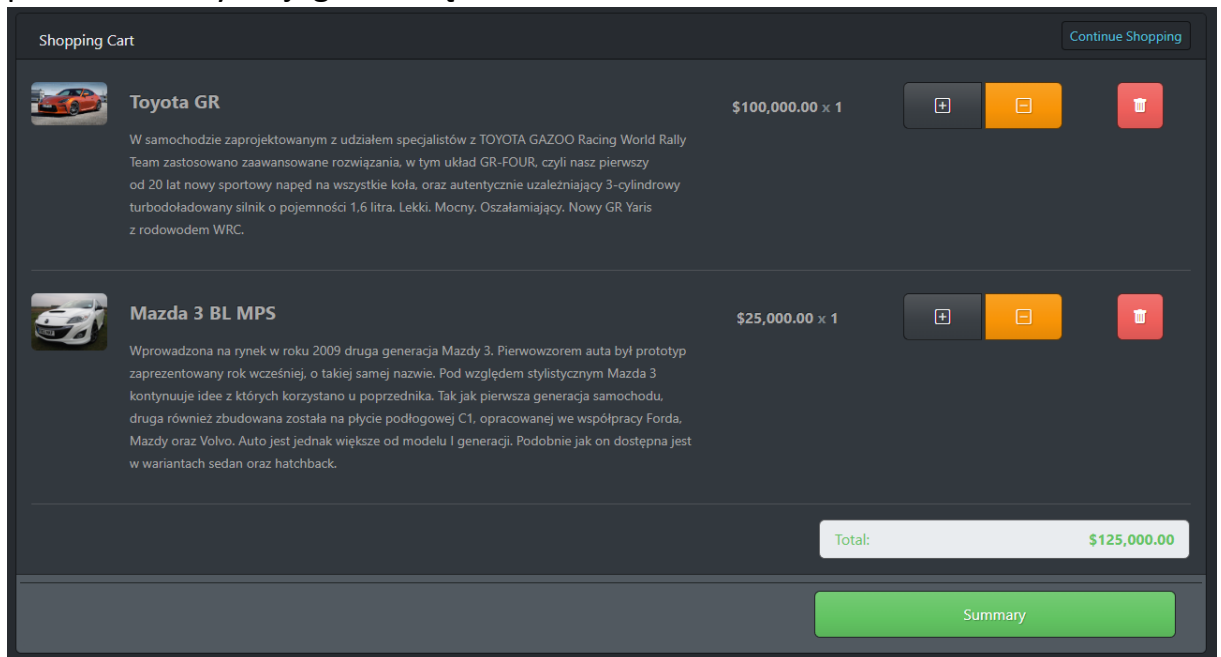 Shopping Cart
Continue Shopping
Toyota GR
$100,000.00 x 1
W samochodzie zaprojektowanym z udziałem specjalistów z TOYOTA GAZOO Racing World Rally
Team zastosowano zaawansowane rozwiązania, w tym układ GR-FOUR, czyli nasz pierwszy
od 20 lat nowy sportowy napęd na wszystkie koła, oraz autentycznie uzależniający 3-cylindrowy
turbodoładowany silnik o pojemności 1,6 litra. Lekki. Mocny. Oszałamiający. Nowy GR Yaris
z rodowodem WRC.
Mazda 3 BL MPS
$25,000.00 x 1
Wprowadzona na rynek w roku 2009 druga generacja Mazdy 3. Pierwowzorem auta był prototyp
zaprezentowany rok wcześniej, o takiej samej nazwie. Pod względem stylistycznym Mazda 3
kontynuuje idee z których korzystano u poprzednika. Tak jak pierwsza generacja samochodu,
druga również zbudowana została na płycie podłogowej C1, opracowanej we współpracy Forda,
Mazdy oraz Volvo. Auto jest jednak większe od modelu I generacji. Podobnie jak on dostępna jest
w wariantach sedan oraz hatchback.
Total:
$125,000.00
Summary